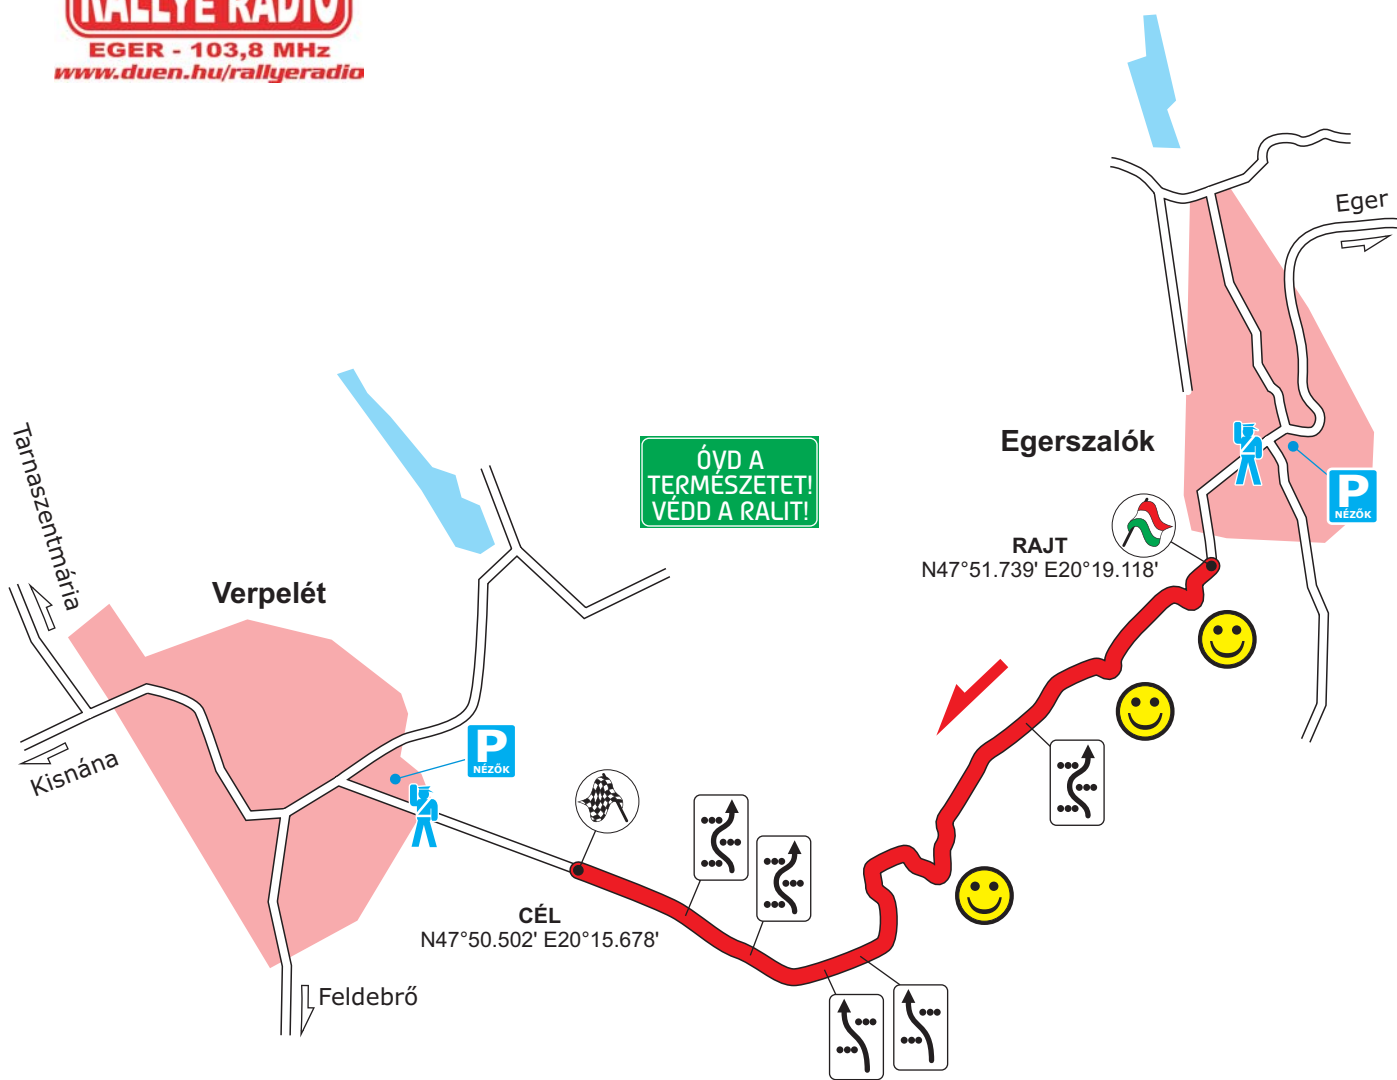 RALLYE RÁDIÓ
EGER - 103,8 MHz
www.duen.hu/rallyeradio
Eger
Egerszalók
P
NÉZŐK
RAJT
N47°51.739' E20°19.118'
ÓVD A
TERMÉSZETET!
VÉDD A RALIT!
Tarnaszentmária
Verpelét
Kisnána
P
NÉZŐK
CÉL
N47°50.502' E20°15.678'
Feldebrő